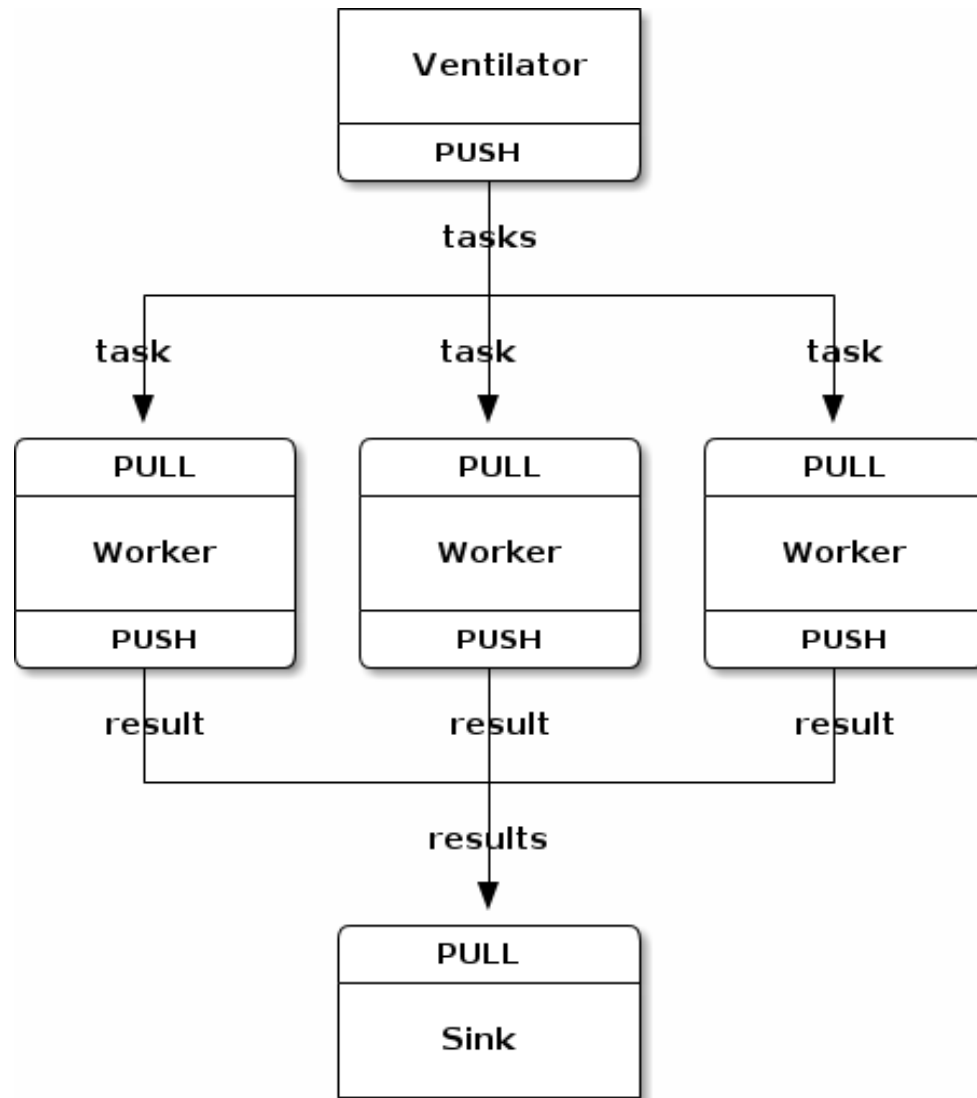 Ventilator
PUSH
tasks
task task task
PULL PULL PULL
Worker Worker Worker
PUSH PUSH PUSH
result result result
results
PULL
Sink